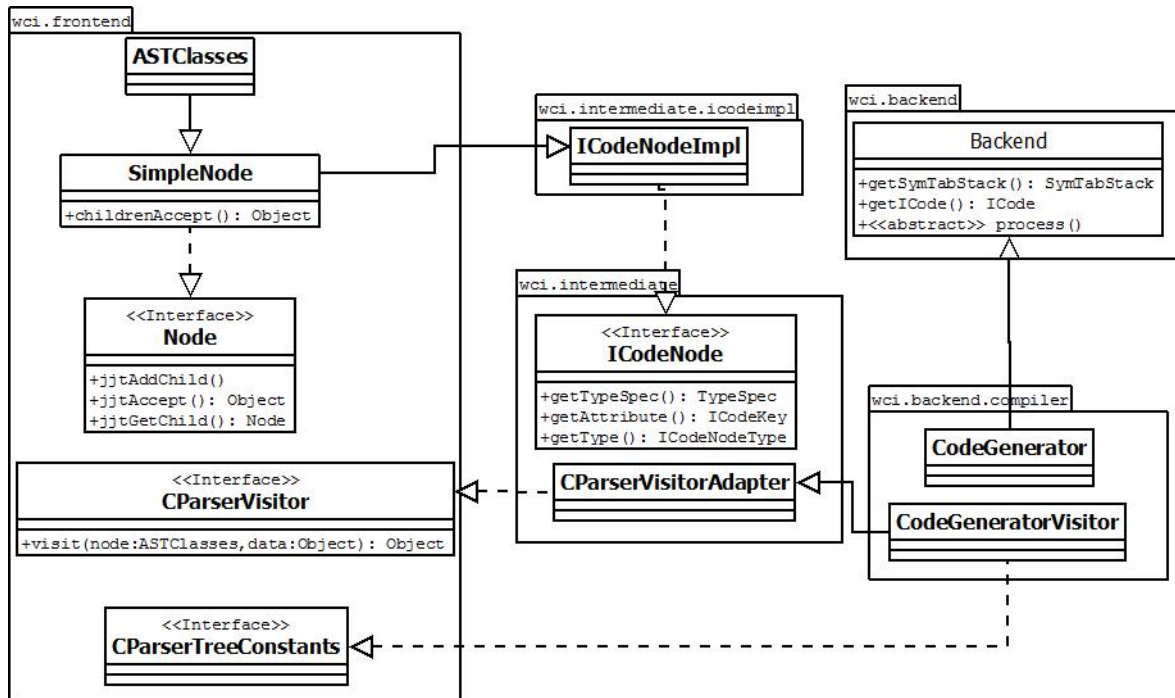 wci.frontend
ASTClasses
SimpleNode
+childrenAccept(): Object
<<Interface>>
Node
+jjtAddChild()
+jjtAccept(): Object
+jjtGetChild(): Node
<<Interface>>
CParserVisitor
+visit(node:ASTClasses,data:Object): Object
<<Interface>>
CParserTreeConstants
wci.intermediate.icodeimpl
ICodeNodeImpl
wci.intermediate
<<Interface>>
ICodeNode
+getTypeSpec(): TypeSpec
+getAttribute(): ICodeKey
+getType(): ICodeNodeType
CParserVisitorAdapter
wci.backend
Backend
+getSymTabStack(): SymTabStack
+getICode(): ICode
+<<abstract>> process()
wci.backend.compiler
CodeGenerator
CodeGeneratorVisitor